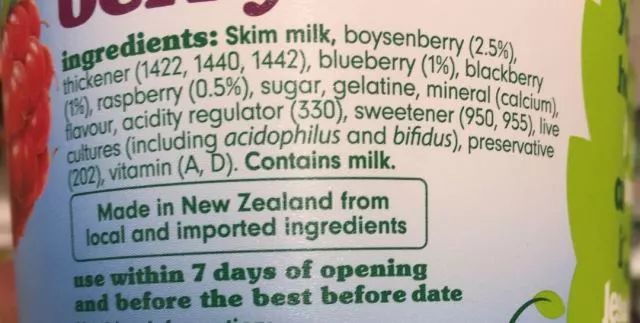 ingredients: Skim milk, boysenberry (2.5%),
thickener (1422, 1440, 1442), blueberry (1%), blackberry
(1%), raspberry (0.5%), sugar, gelatine, mineral (calcium),
flavour, acidity regulator (330), sweetener (950, 955), live
cultures (including acidophilus and bifidus), preservative
(202), vitamin (A, D). Contains milk.
Made in New Zealand from
local and imported ingredients
use within 7 days of opening
and before the best before date